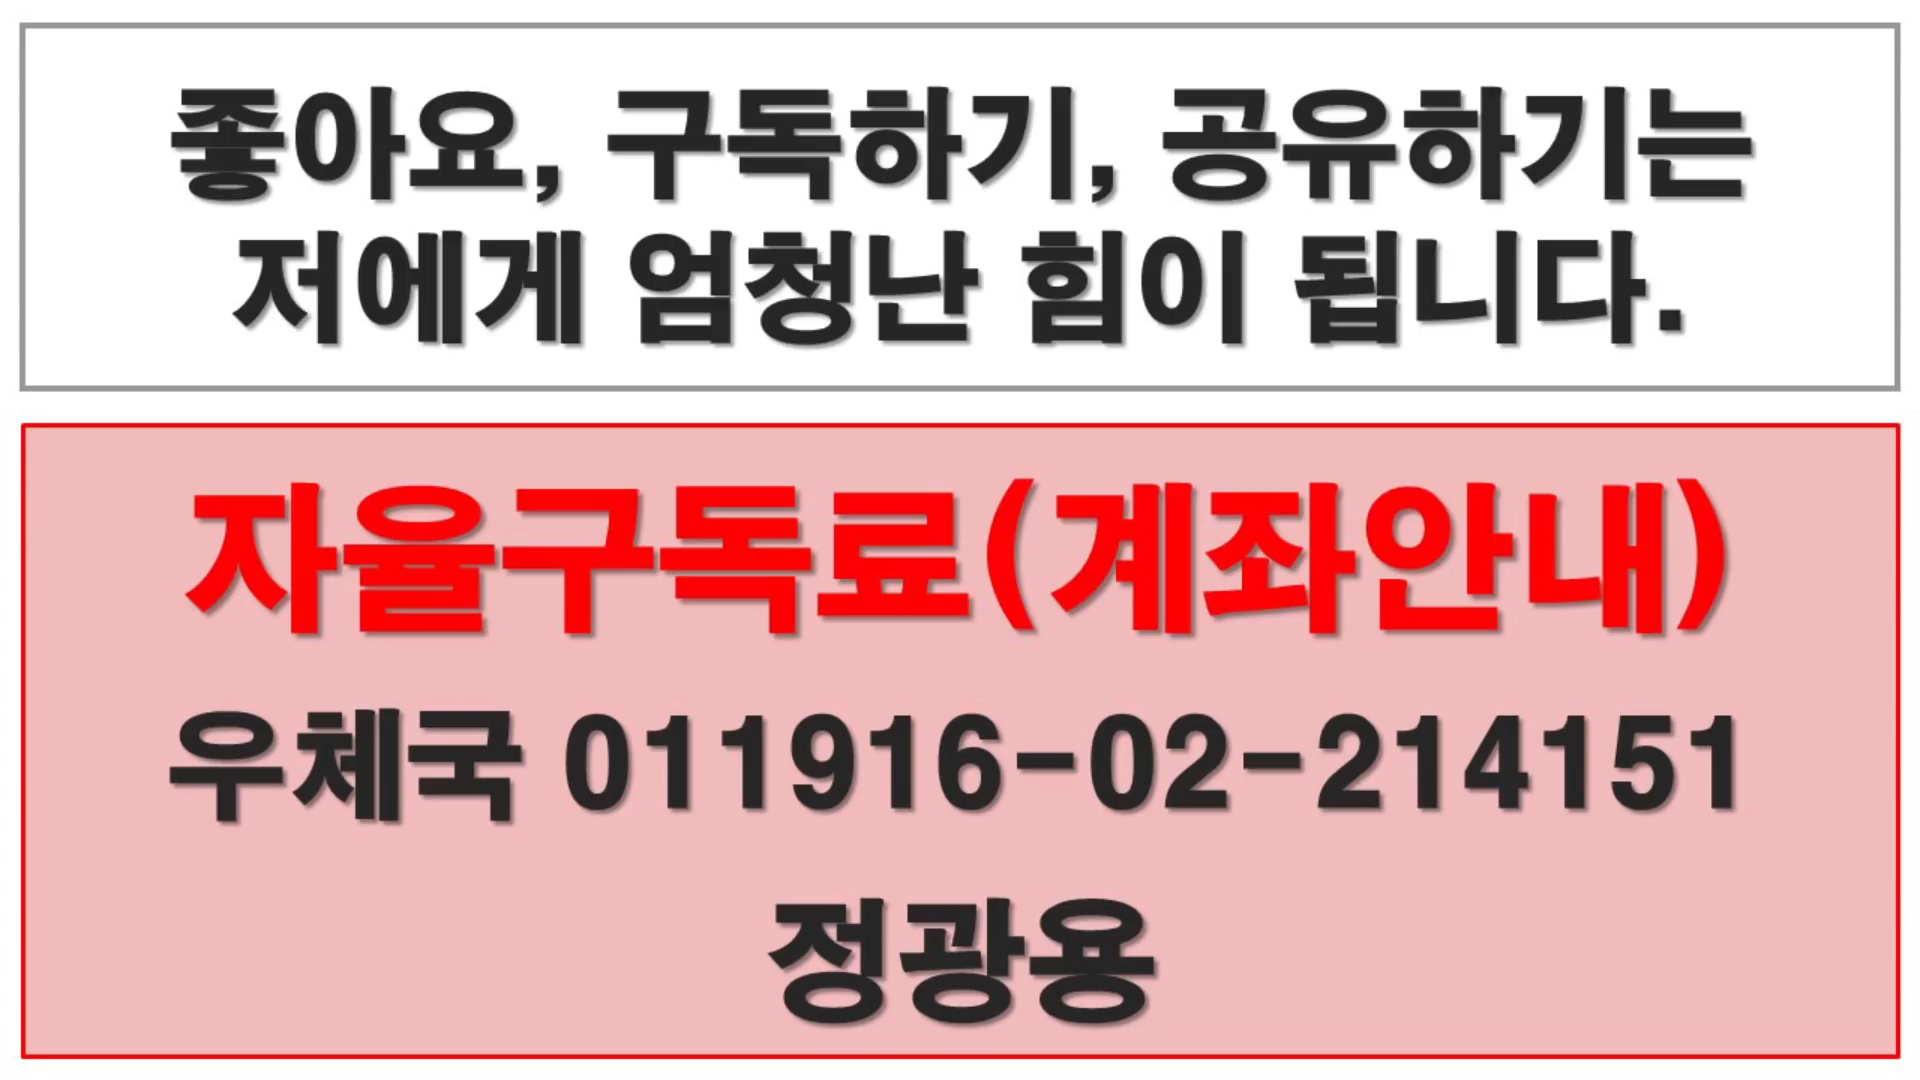 좋아요, 구독하기, 공유하기는
저에게 엄청난 힘이 됩니다.
자율구독료(계좌안내)
우체국 011916-02-214151
정광용